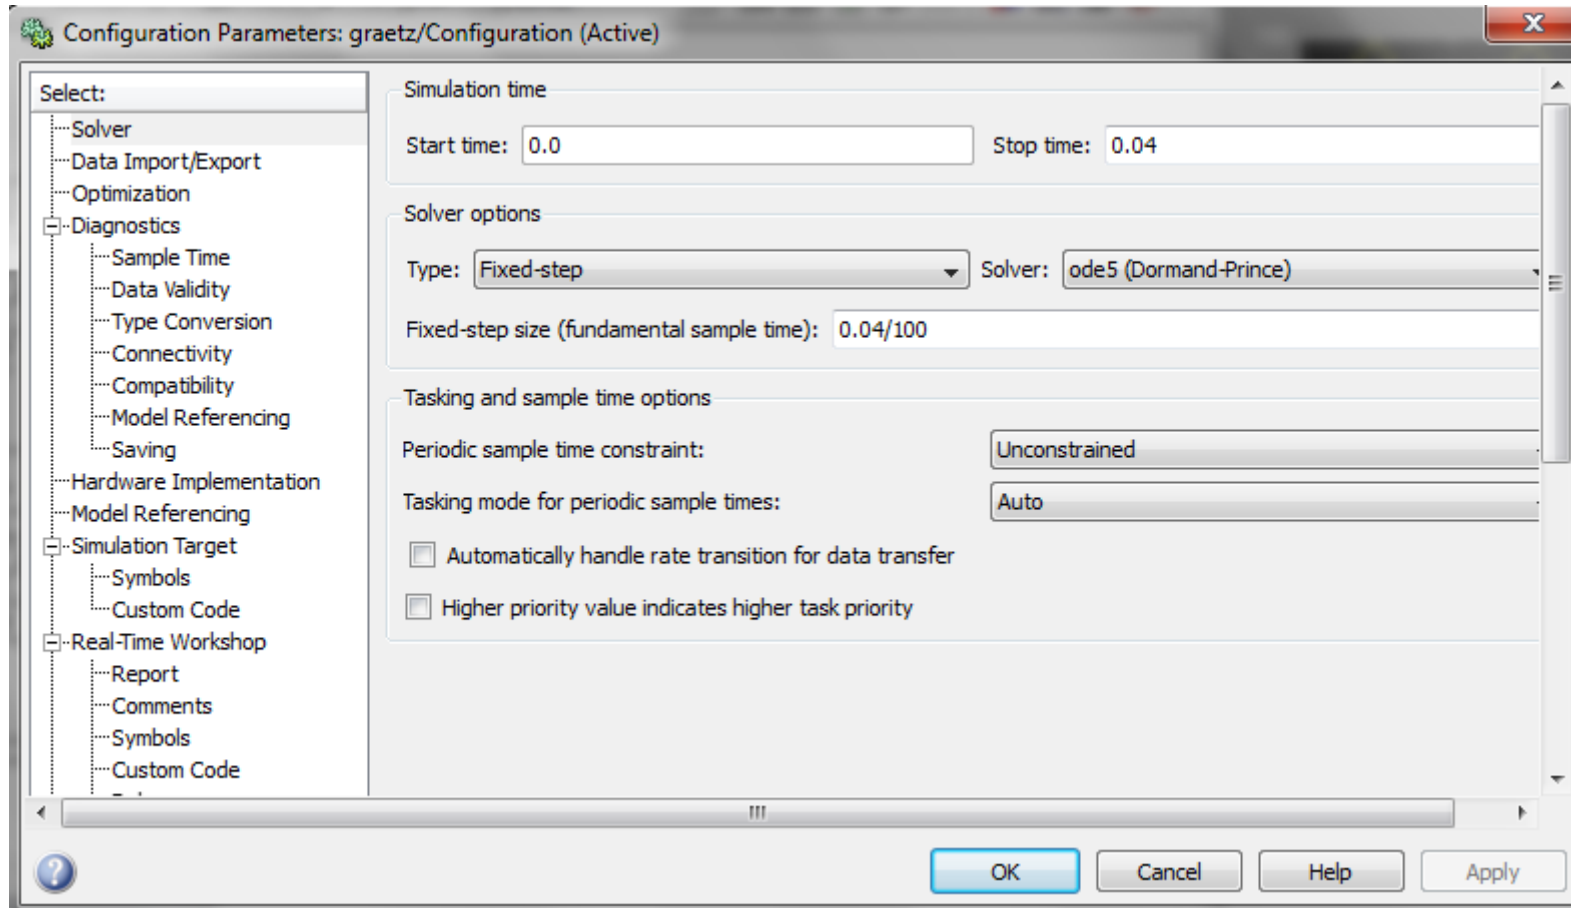 Configuration Parameters: graetz/Configuration (Active)
Select:
Solver
Data Import/Export
Optimization
Diagnostics
Sample Time
Data Validity
Type Conversion
Connectivity
Compatibility
Model Referencing
Saving
Hardware Implementation
Model Referencing
Simulation Target
Symbols
Custom Code
Real-Time Workshop
Report
Comments
Symbols
Custom Code
Simulation time
Start time: 0.0 Stop time: 0.04
Solver options
Type: Fixed-step Solver: ode5 (Dormand-Prince)
Fixed-step size (fundamental sample time): 0.04/100
Tasking and sample time options
Periodic sample time constraint: Unconstrained
Tasking mode for periodic sample times: Auto
Automatically handle rate transition for data transfer
Higher priority value indicates higher task priority
OK Cancel Help Apply